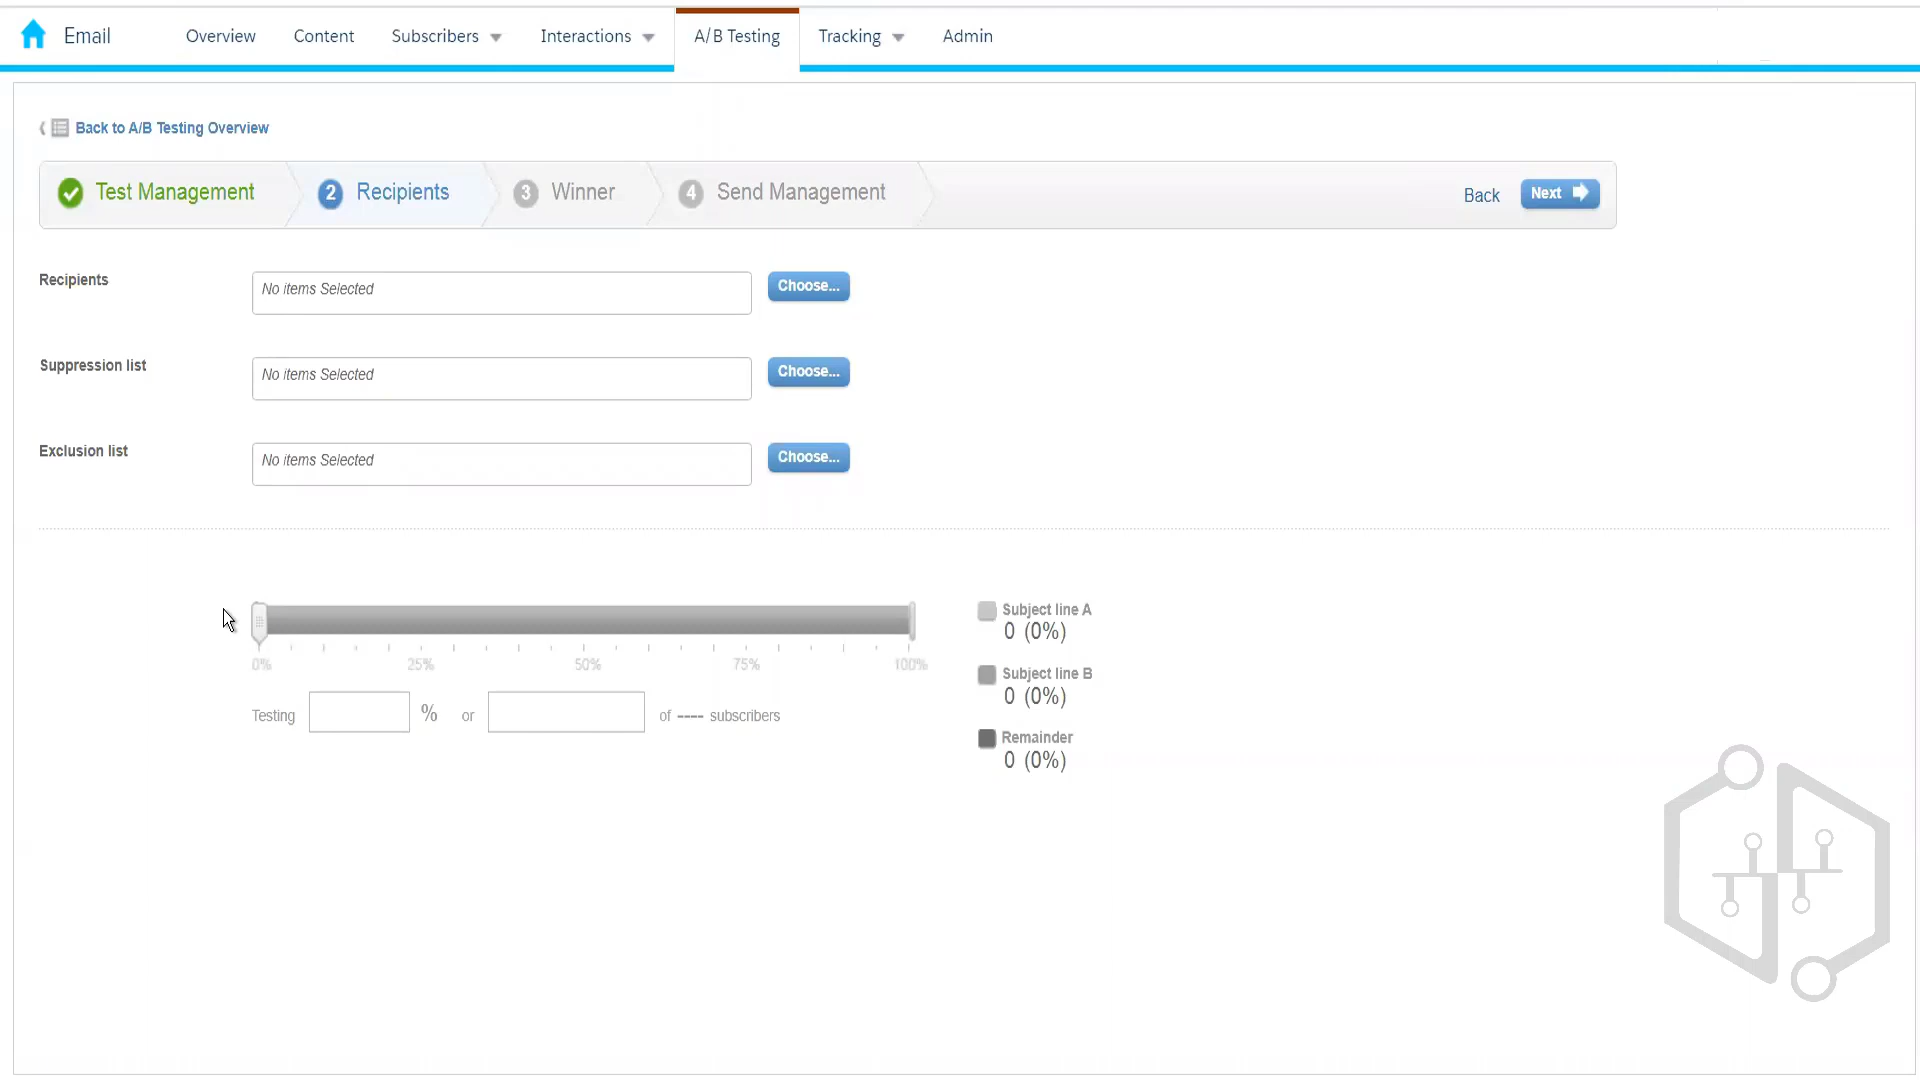 Email Overview Content Subscribers Interactions A/B Testing Tracking Admin
Back to A/B Testing Overview
Test Management 2 Recipients 3 Winner 4 Send Management Back Next
Recipients No items Selected Choose...
Suppression list No items Selected Choose...
Exclusion list No items Selected Choose...
0% 25% 50% 75% 100%
Testing % or of ---- subscribers
Subject line A
0 (0%)
Subject line B
0 (0%)
Remainder
0 (0%)